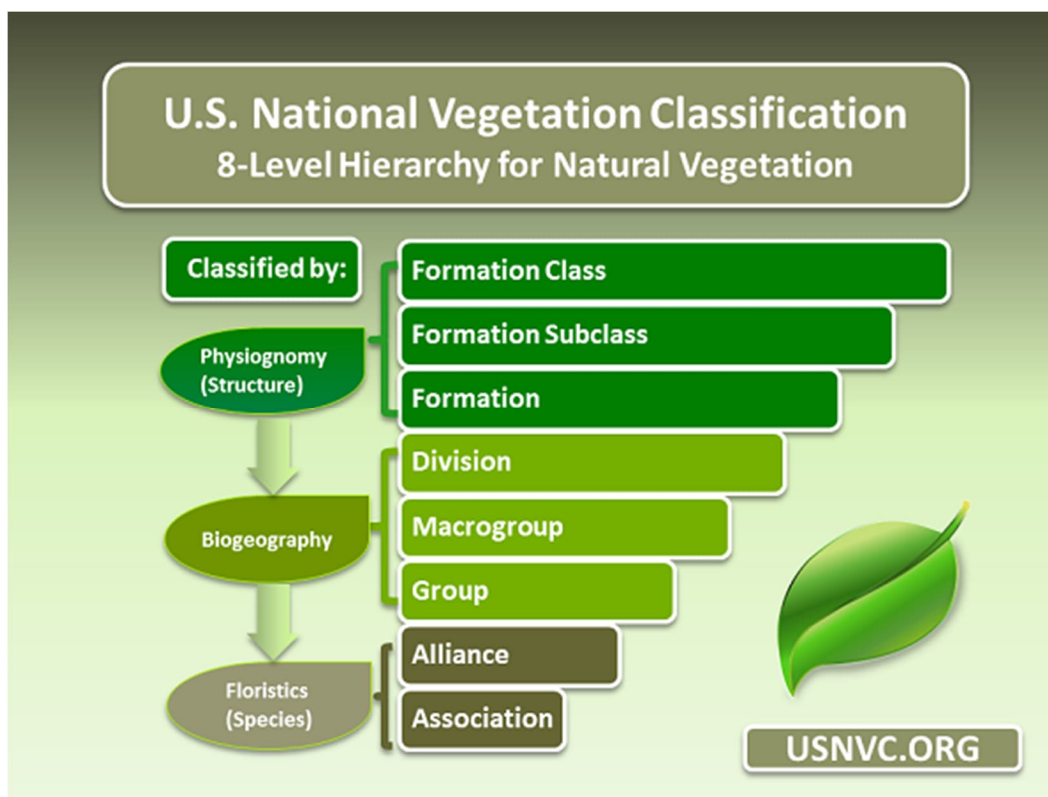 U.S. National Vegetation Classification
8-Level Hierarchy for Natural Vegetation
Classified by:
Formation Class
Formation Subclass
Physiognomy
(Structure)
Formation
Division
Biogeography
Macrogroup
Group
Alliance
Floristics
(Species)
Association
USNVC.ORG